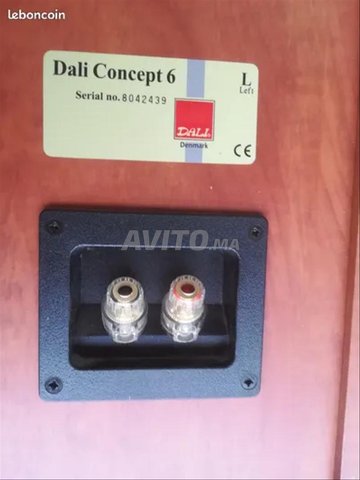 leboncoin
Dali Concept 6
L
Left
Serial no. 8042439
DALI
Denmark
CE
AVITO.MA